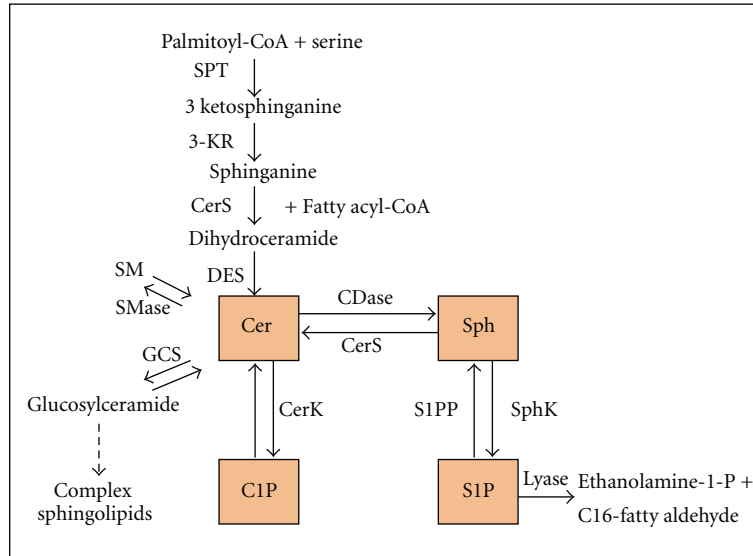 Palmitoyl-CoA + serine
SPT
3 ketosphinganine
3-KR
Sphinganine
CerS
+ Fatty acyl-CoA
Dihydroceramide
SM
DES
SMase
CDase
Cer
Sph
CerS
GCS
Glucosylceramide
CerK
S1PP
SphK
Complex
sphingolipids
C1P
S1P
Lyase
Ethanolamine-1-P +
C16-fatty aldehyde